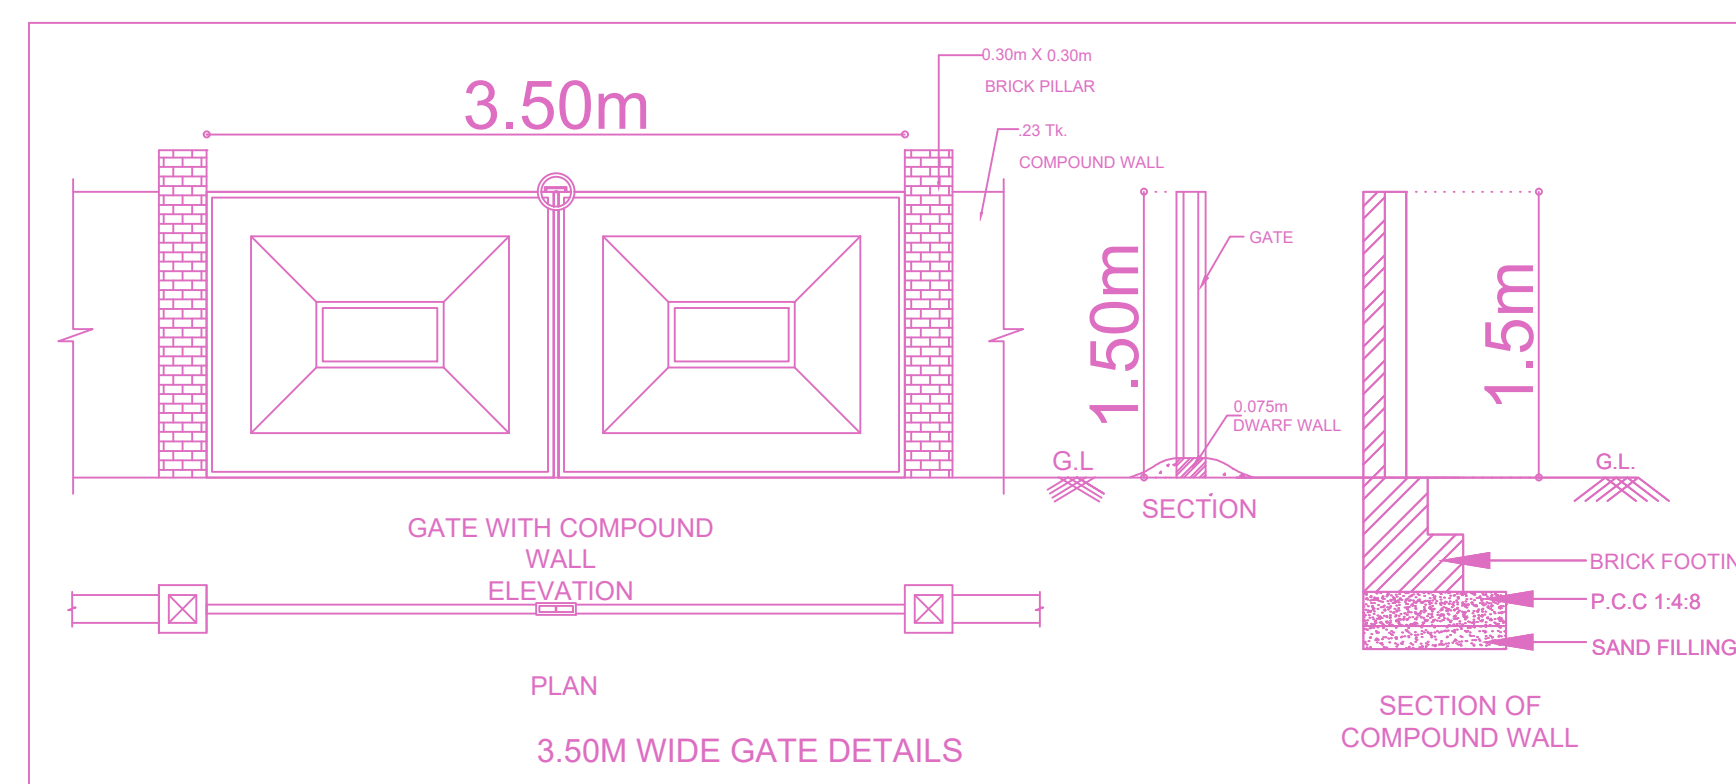 3.50m
0.30m X 0.30m
BRICK PILLAR
.23 Tk.
COMPOUND WALL
GATE
1.50m
1.5m
0.075m
DWARF WALL
G.L
G.L.
SECTION
GATE WITH COMPOUND
WALL
ELEVATION
BRICK FOOTIN
P.C.C 1:4:8
SAND FILLING
PLAN
SECTION OF
COMPOUND WALL
3.50M WIDE GATE DETAILS